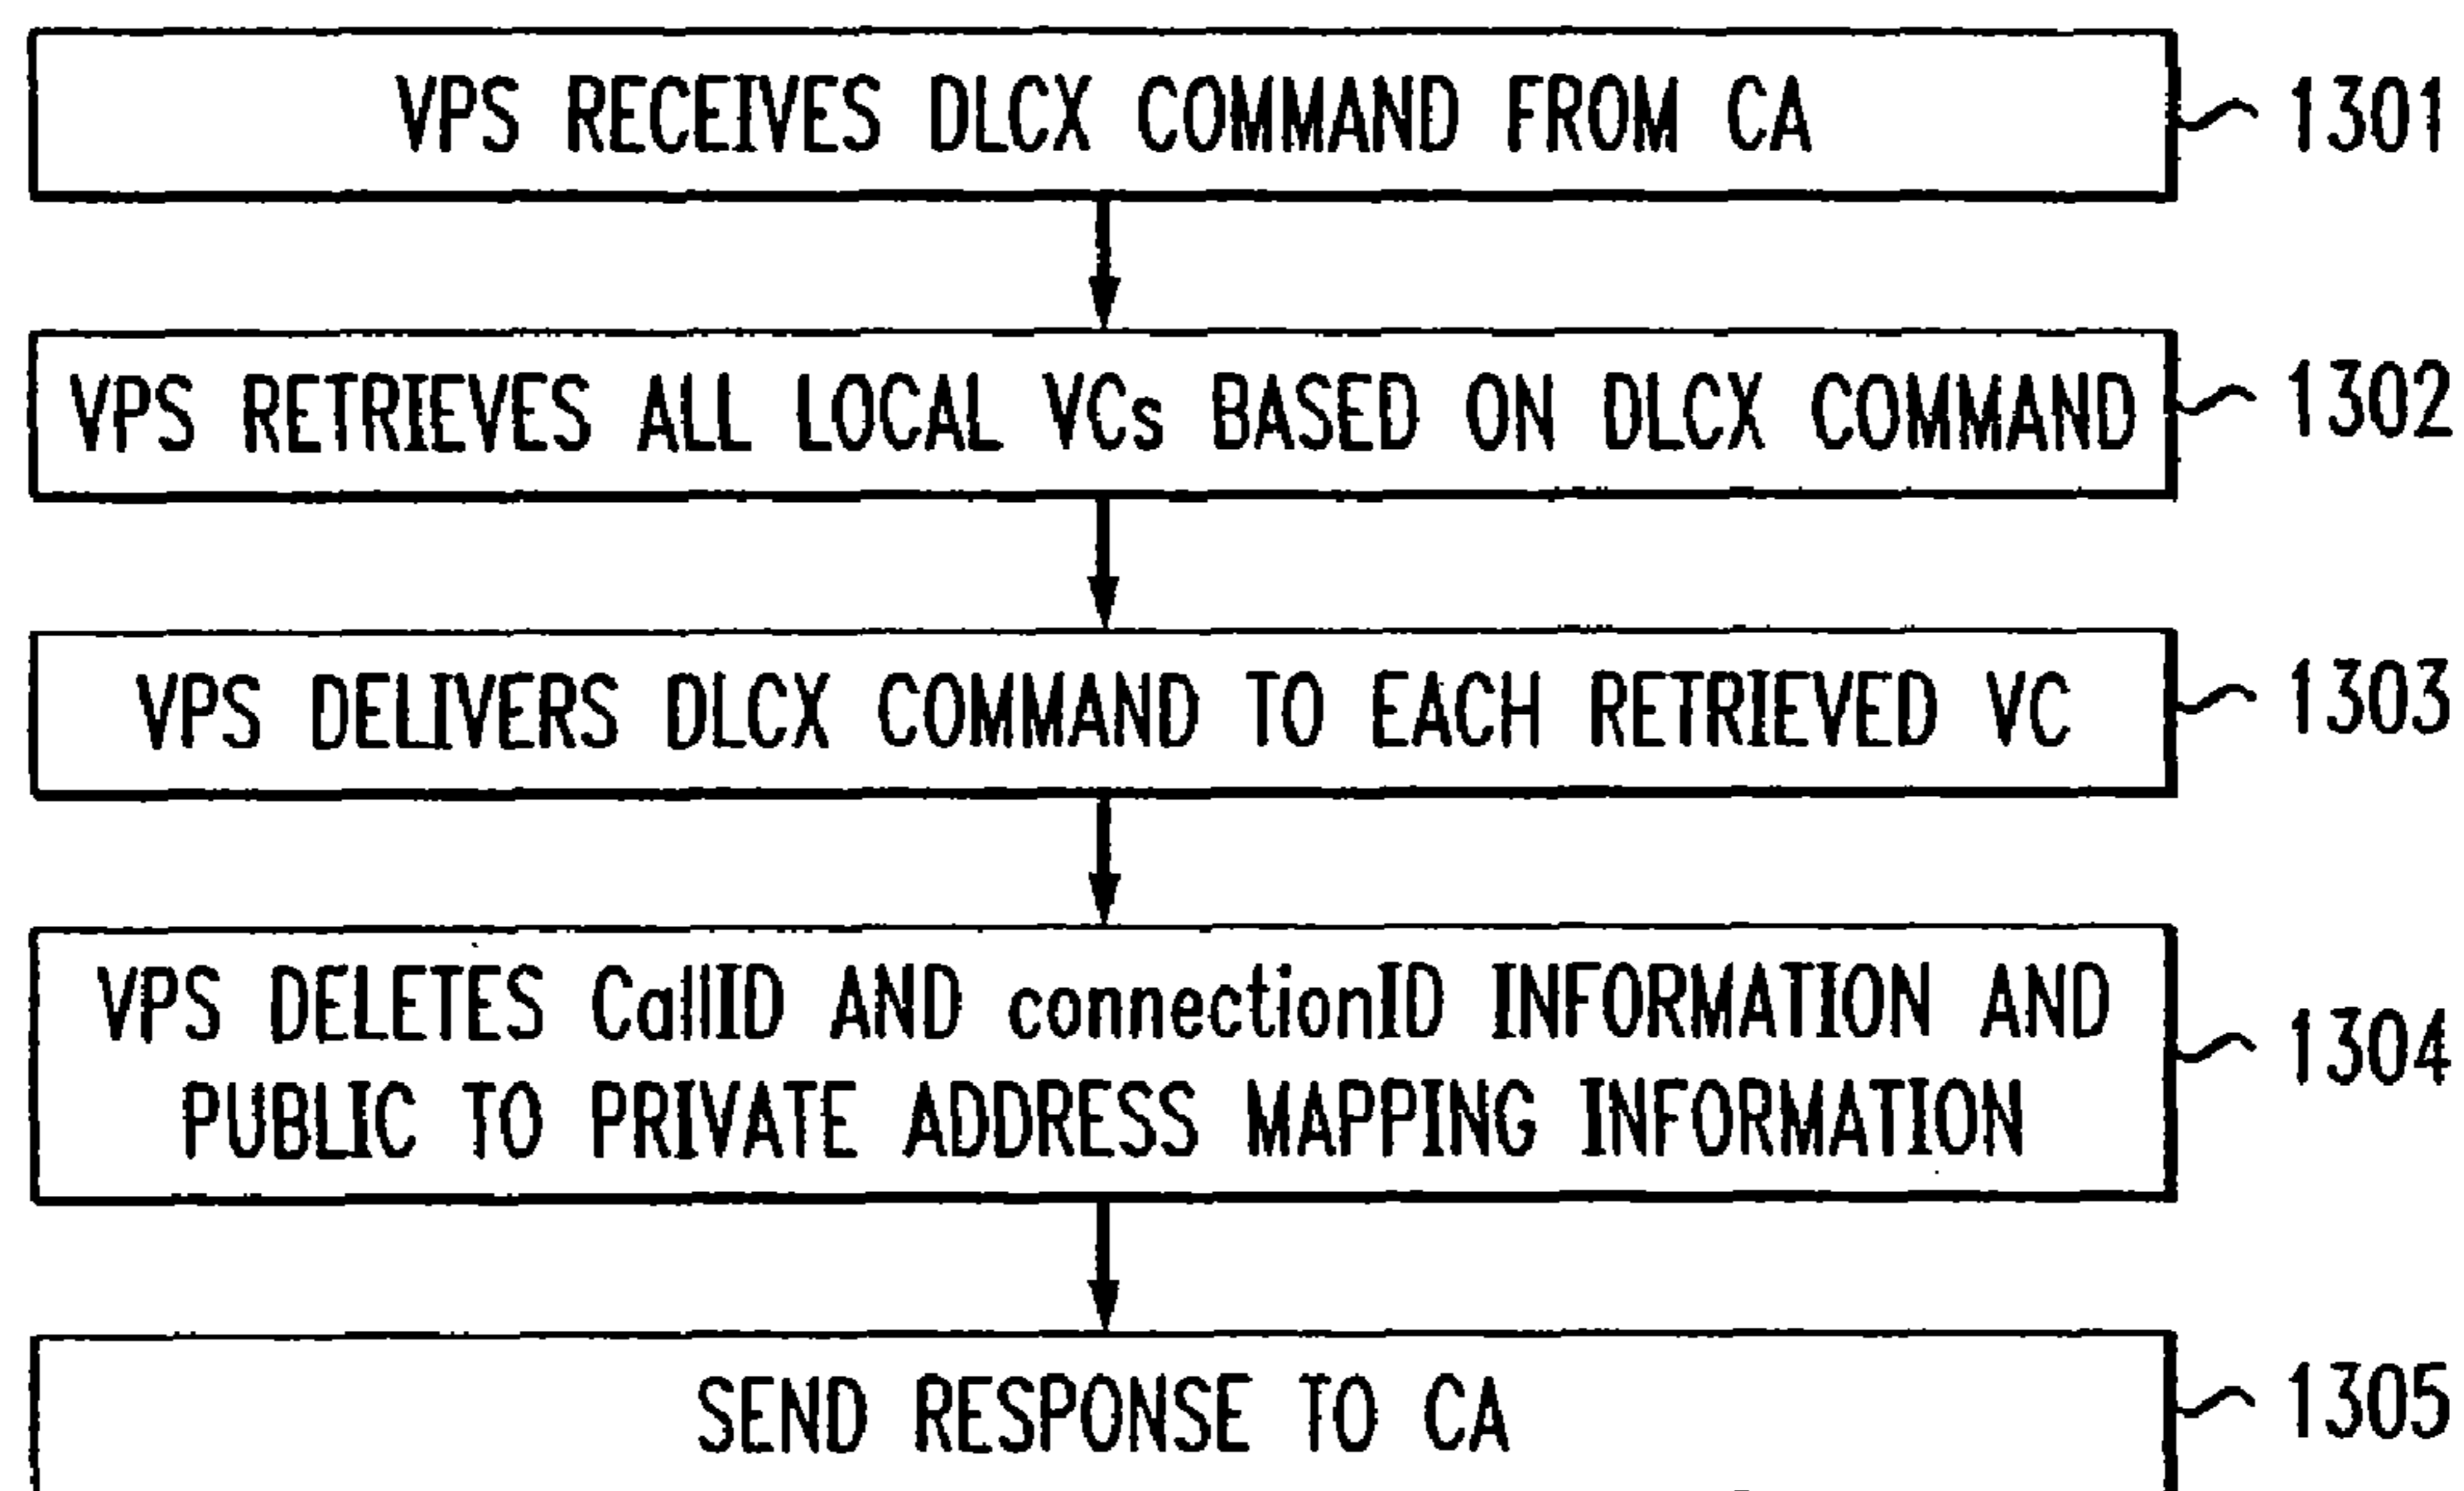 VPS RECEIVES DLCX COMMAND FROM CA
1301
VPS RETRIEVES ALL LOCAL VCs BASED ON DLCX COMMAND
1302
VPS DELIVERS DLCX COMMAND TO EACH RETRIEVED VC
1303
VPS DELETES CallID AND connectionID INFORMATION AND
PUBLIC TO PRIVATE ADDRESS MAPPING INFORMATION
1304
SEND RESPONSE TO CA
1305